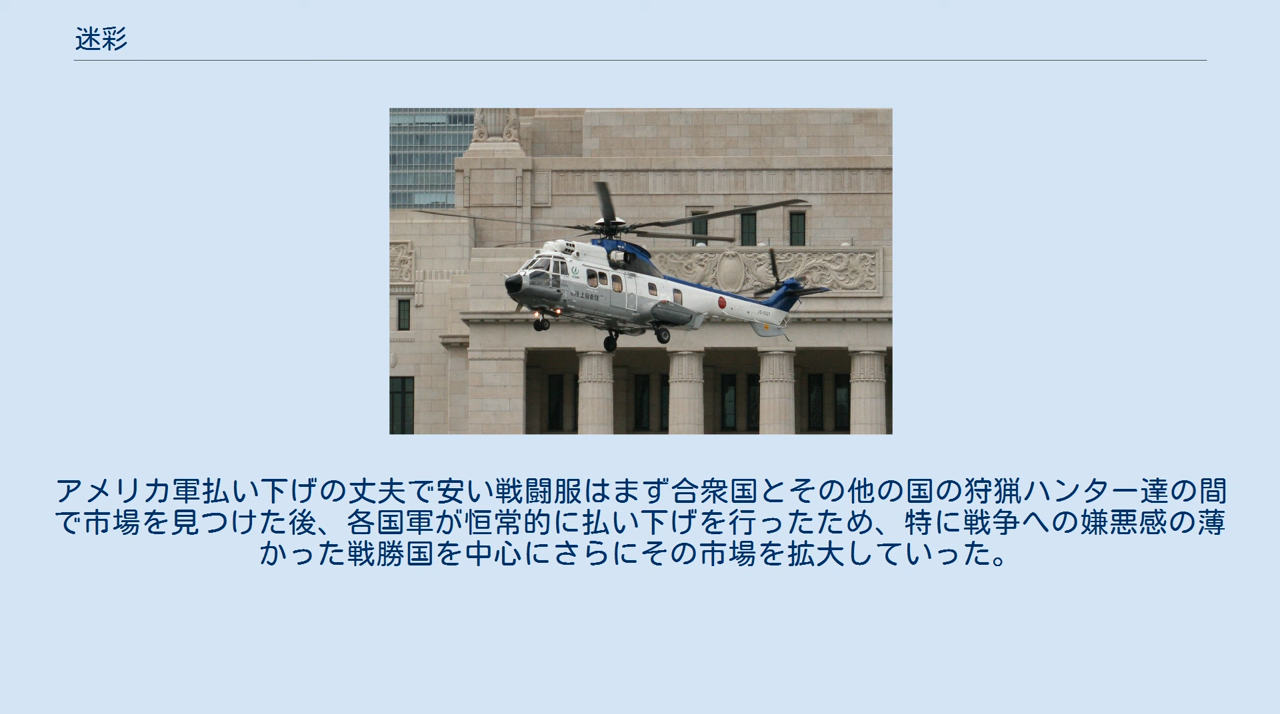 迷彩
陸上自衛隊
アメリカ軍払い下げの丈夫で安い戦闘服はまず合衆国とその他の国の狩猟ハンター達の間
で市場を見つけた後、各国軍が恒常的に払い下げを行ったため、特に戦争への嫌悪感の薄
かった戦勝国を中心にさらにその市場を拡大していった。